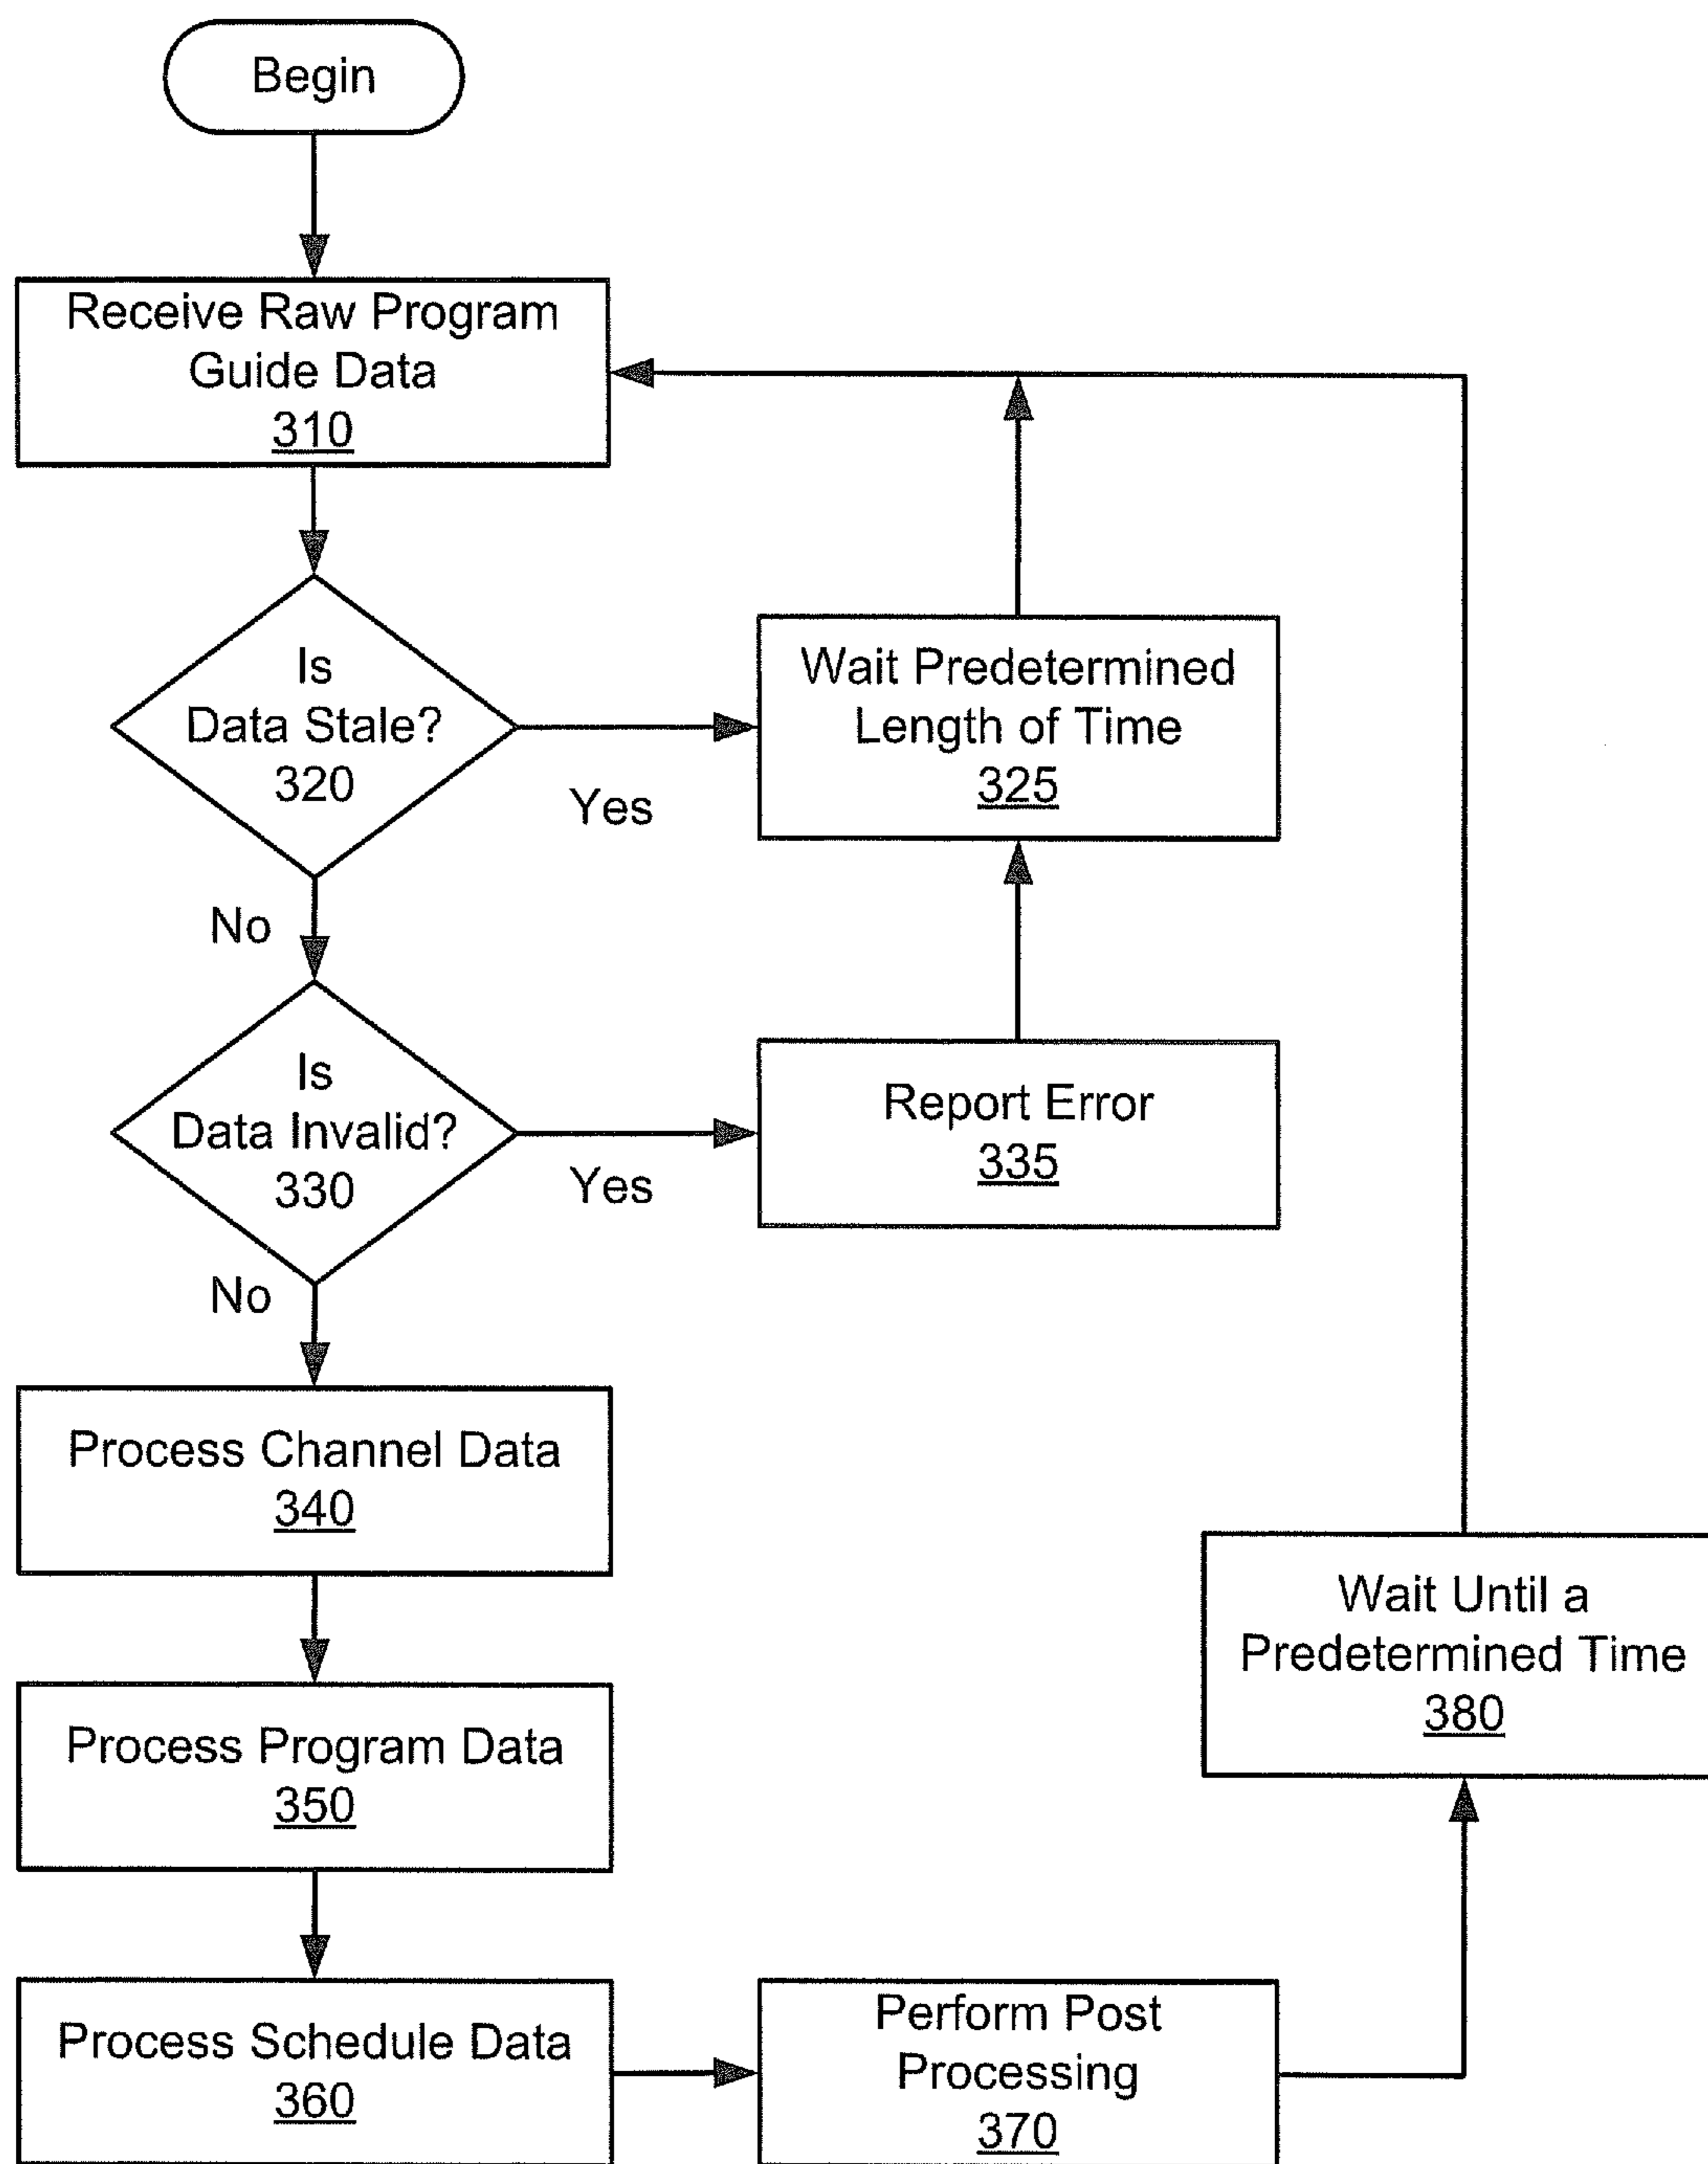 Begin
Receive Raw Program
Guide Data
310
Is
Data Stale?
320
Yes
Wait Predetermined
Length of Time
325
No
Is
Data Invalid?
330
Yes
Report Error
335
No
Process Channel Data
340
Process Program Data
350
Process Schedule Data
360
Perform Post
Processing
370
Wait Until a
Predetermined Time
380